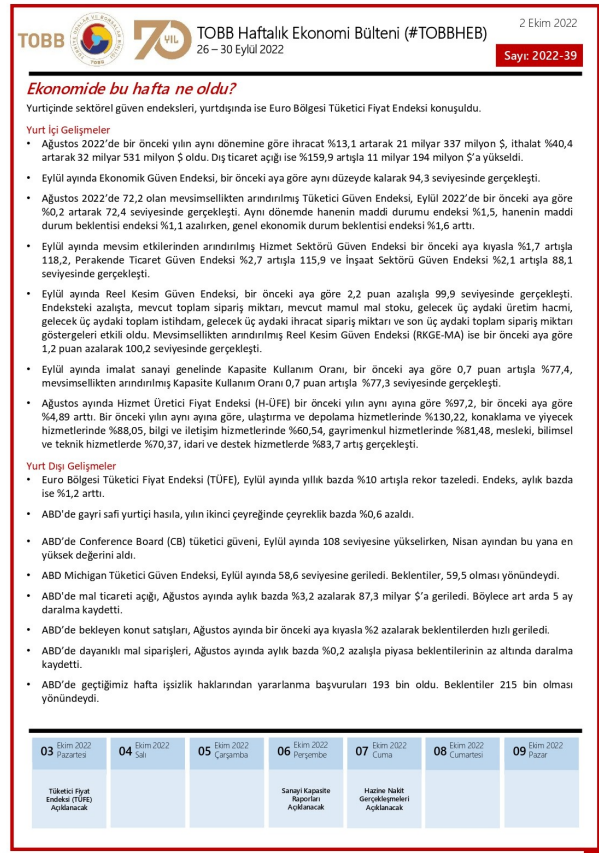 TOBB
70 YIL
TOBB Haftalık Ekonomi Bülteni (#TOBBHEB)
26 – 30 Eylül 2022
2 Ekim 2022
Sayı: 2022-39
Ekonomide bu hafta ne oldu?
Yurtiçinde sektörel güven endeksleri, yurtdışında ise Euro Bölgesi Tüketici Fiyat Endeksi konuşuldu.
Yurt İçi Gelişmeler
• Ağustos 2022’de bir önceki yılın aynı dönemine göre ihracat %13,1 artarak 21 milyar 337 milyon $, ithalat %40,4
artarak 32 milyar 531 milyon $ oldu. Dış ticaret açığı ise %159,9 artışla 11 milyar 194 milyon $’a yükseldi.
• Eylül ayında Ekonomik Güven Endeksi, bir önceki aya göre aynı düzeyde kalarak 94,3 seviyesinde gerçekleşti.
• Ağustos 2022’de 72,2 olan mevsimsellikten arındırılmış Tüketici Güven Endeksi, Eylül 2022’de bir önceki aya göre
%0,2 artarak 72,4 seviyesinde gerçekleşti. Aynı dönemde hanenin maddi durumu endeksi %1,5, hanenin maddi
durum beklentisi endeksi %1,1 azalırken, genel ekonomik durum beklentisi endeksi %1,6 arttı.
• Eylül ayında mevsim etkilerinden arındırılmış Hizmet Sektörü Güven Endeksi bir önceki aya kıyasla %1,7 artışla
118,2, Perakende Ticaret Güven Endeksi %2,7 artışla 115,9 ve İnşaat Sektörü Güven Endeksi %2,1 artışla 88,1
seviyesinde gerçekleşti.
• Eylül ayında Reel Kesim Güven Endeksi, bir önceki aya göre 2,2 puan azalışla 99,9 seviyesinde gerçekleşti.
Endeksteki azalışta, mevcut toplam sipariş miktarı, mevcut mamul mal stoku, gelecek üç aydaki üretim hacmi,
gelecek üç aydaki toplam istihdam, gelecek üç aydaki ihracat sipariş miktarı ve son üç aydaki toplam sipariş miktarı
göstergeleri etkili oldu. Mevsimsellikten arındırılmış Reel Kesim Güven Endeksi (RKGE-MA) ise bir önceki aya göre
1,2 puan azalarak 100,2 seviyesinde gerçekleşti.
• Eylül ayında imalat sanayi genelinde Kapasite Kullanım Oranı, bir önceki aya göre 0,7 puan artışla %77,4,
mevsimsellikten arındırılmış Kapasite Kullanım Oranı 0,7 puan artışla %77,3 seviyesinde gerçekleşti.
• Ağustos ayında Hizmet Üretici Fiyat Endeksi (H-ÜFE) bir önceki yılın aynı ayına göre %97,2, bir önceki aya göre
%4,89 arttı. Bir önceki yılın aynı ayına göre, ulaştırma ve depolama hizmetlerinde %130,22, konaklama ve yiyecek
hizmetlerinde %88,05, bilgi ve iletişim hizmetlerinde %60,54, gayrimenkul hizmetlerinde %81,48, mesleki, bilimsel
ve teknik hizmetlerde %70,37, idari ve destek hizmetlerde %83,7 artış gerçekleşti.
Yurt Dışı Gelişmeler
• Euro Bölgesi Tüketici Fiyat Endeksi (TÜFE), Eylül ayında yıllık bazda %10 artışla rekor tazeledi. Endeks, aylık bazda
ise %1,2 arttı.
• ABD'de gayri safi yurtiçi hasıla, yılın ikinci çeyreğinde çeyreklik bazda %0,6 azaldı.
• ABD’de Conference Board (CB) tüketici güveni, Eylül ayında 108 seviyesine yükselirken, Nisan ayından bu yana en
yüksek değerini aldı.
• ABD Michigan Tüketici Güven Endeksi, Eylül ayında 58,6 seviyesine geriledi. Beklentiler, 59,5 olması yönündeydi.
• ABD’de mal ticareti açığı, Ağustos ayında aylık bazda %3,2 azalarak 87,3 milyar $’a geriledi. Böylece art arda 5 ay
daralma kaydetti.
• ABD’de bekleyen konut satışları, Ağustos ayında bir önceki aya kıyasla %2 azalarak beklentilerden hızlı geriledi.
• ABD’de dayanıklı mal siparişleri, Ağustos ayında aylık bazda %0,2 azalışla piyasa beklentilerinin az altında daralma
kaydetti.
• ABD’de geçtiğimiz hafta işsizlik haklarından yararlanma başvuruları 193 bin oldu. Beklentiler 215 bin olması
yönündeydi.
03 Ekim 2022 Pazartesi
04 Ekim 2022 Salı
05 Ekim 2022 Çarşamba
06 Ekim 2022 Perşembe
07 Ekim 2022 Cuma
08 Ekim 2022 Cumartesi
09 Ekim 2022 Pazar
Tüketici Fiyat
Endeksi (TÜFE)
Açıklanacak
Sanayi Kapasite
Raporları
Açıklanacak
Hazine Nakit
Gerçekleşmeleri
Açıklanacak